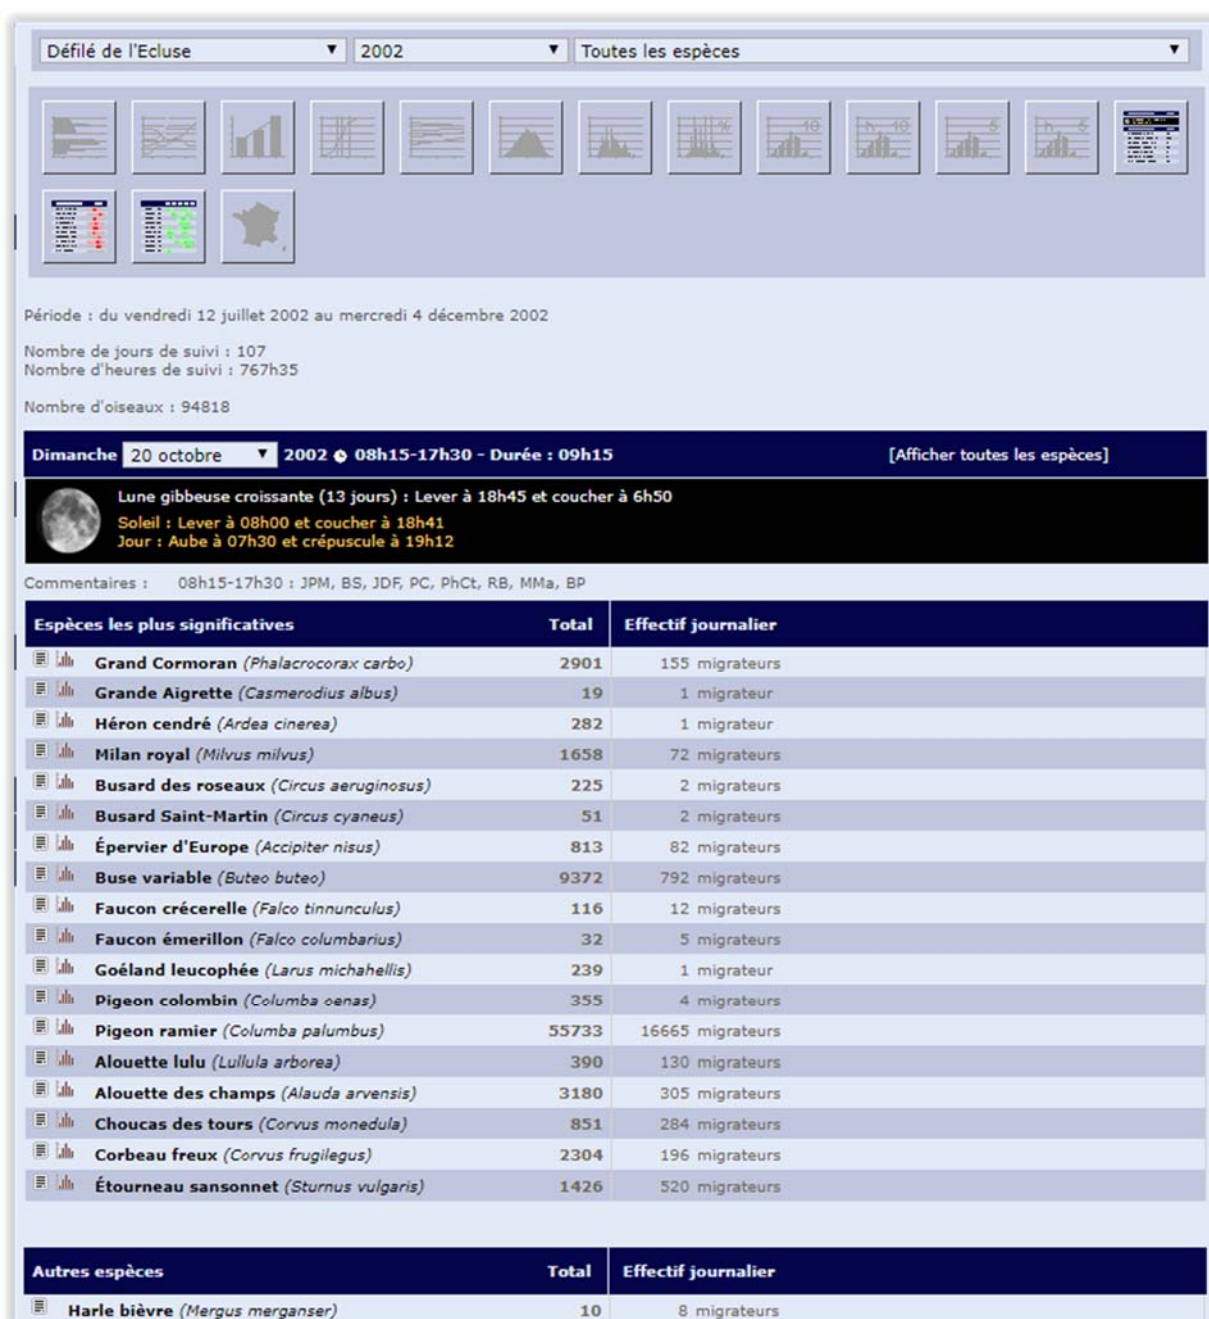 Défilé de l'Ecluse 2002 Toutes les espèces
% 10 h 10 5 h 5
Période : du vendredi 12 juillet 2002 au mercredi 4 décembre 2002
Nombre de jours de suivi : 107
Nombre d'heures de suivi : 767h35
Nombre d'oiseaux : 94818
Dimanche 20 octobre 2002 08h15-17h30 - Durée : 09h15 [Afficher toutes les espèces]
Lune gibbeuse croissante (13 jours) : Lever à 18h45 et coucher à 6h50
Soleil : Lever à 08h00 et coucher à 18h41
Jour : Aube à 07h30 et crépuscule à 19h12
Commentaires : 08h15-17h30 : JPM, BS, JDF, PC, PhCt, RB, MMa, BP
Espèces les plus significatives Total Effectif journalier
Grand Cormoran (Phalacrocorax carbo) 2901 155 migrateurs
Grande Aigrette (Casmerodius albus) 19 1 migrateur
Héron cendré (Ardea cinerea) 282 1 migrateur
Milan royal (Milvus milvus) 1658 72 migrateurs
Busard des roseaux (Circus aeruginosus) 225 2 migrateurs
Busard Saint-Martin (Circus cyaneus) 51 2 migrateurs
Épervier d'Europe (Accipiter nisus) 813 82 migrateurs
Buse variable (Buteo buteo) 9372 792 migrateurs
Faucon crécerelle (Falco tinnunculus) 116 12 migrateurs
Faucon émerillon (Falco columbarius) 32 5 migrateurs
Goéland leucophée (Larus michahellis) 239 1 migrateur
Pigeon colombin (Columba oenas) 355 4 migrateurs
Pigeon ramier (Columba palumbus) 55733 16665 migrateurs
Alouette lulu (Lullula arborea) 390 130 migrateurs
Alouette des champs (Alauda arvensis) 3180 305 migrateurs
Choucas des tours (Corvus monedula) 851 284 migrateurs
Corbeau freux (Corvus frugilegus) 2304 196 migrateurs
Étourneau sansonnet (Sturnus vulgaris) 1426 520 migrateurs
Autres espèces Total Effectif journalier
Harle bièvre (Mergus merganser) 10 8 migrateurs